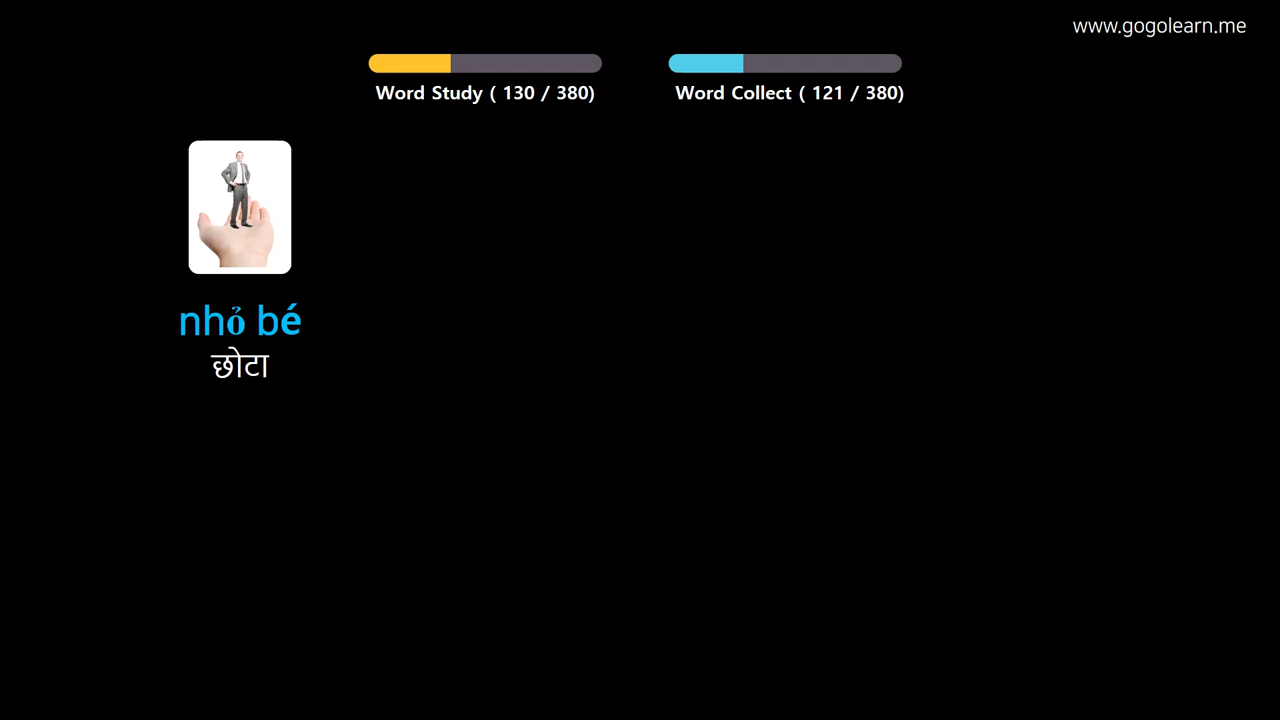 www.gogolearn.me
Word Study ( 130 / 380)
Word Collect ( 121 / 380)
nhỏ bé
छोटा